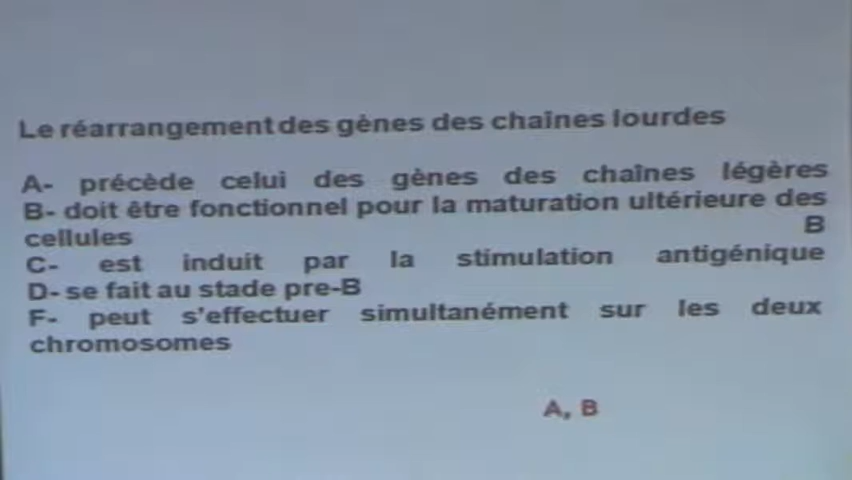 Le réarrangement des gènes des chaînes lourdes
A- précède celui des gènes des chaînes légères
B- doit être fonctionnel pour la maturation ultérieure des
cellules B
C- est induit par la stimulation antigénique
D- se fait au stade pre-B
F- peut s'effectuer simultanément sur les deux
chromosomes
A, B